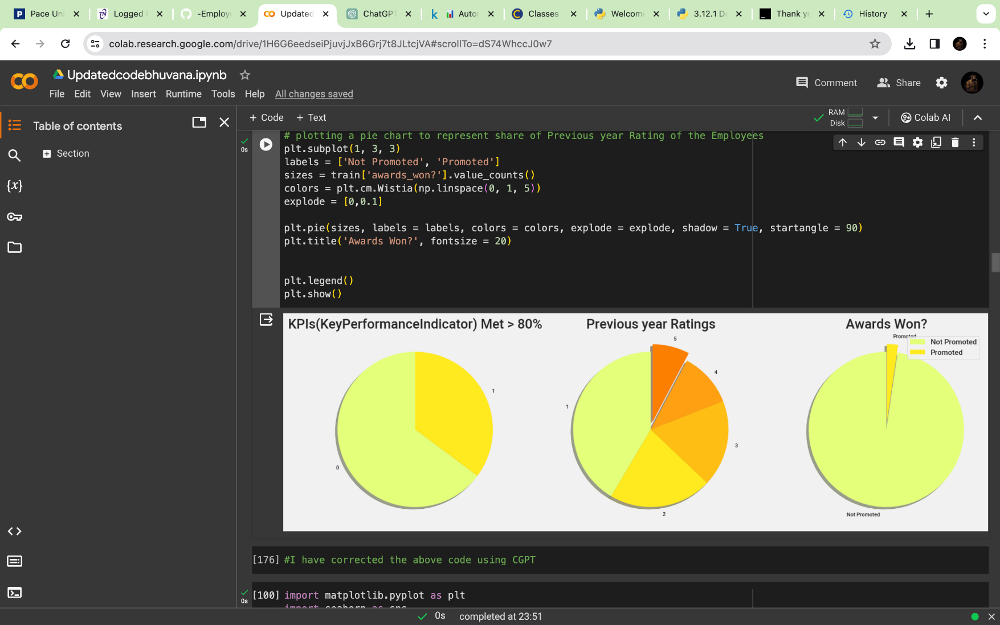 Pace Uni
Logged
-Employ
Updated
ChatGPT
Autor
Classes
Welcom
3.12.1 D
Thank y
History
colab.research.google.com/drive/1H6G6eedseiPjuvjJxB6Grj7t8JLtcjVA#scrollTo=dS74WhccJ0w7
Updatedcodebhuvana.ipynb
File Edit View Insert Runtime Tools Help All changes saved
Comment
Share
Table of contents
Section
+ Code + Text
RAM
Disk
Colab AI
0s
# plotting a pie chart to represent share of Previous year Rating of the Employees
plt.subplot(1, 3, 3)
labels = ['Not Promoted', 'Promoted']
sizes = train['awards_won?'].value_counts()
colors = plt.cm.Wistia(np.linspace(0, 1, 5))
explode = [0,0.1]
plt.pie(sizes, labels = labels, colors = colors, explode = explode, shadow = True, startangle = 90)
plt.title('Awards Won?', fontsize = 20)
plt.legend()
plt.show()
KPIs(KeyPerformanceIndicator) Met > 80%
0
1
Previous year Ratings
1
2
3
4
5
Awards Won?
Promoted
Not Promoted
Promoted
Not Promoted
[176] #I have corrected the above code using CGPT
0s
[100] import matplotlib.pyplot as plt
import seaborn as sns
0s completed at 23:51